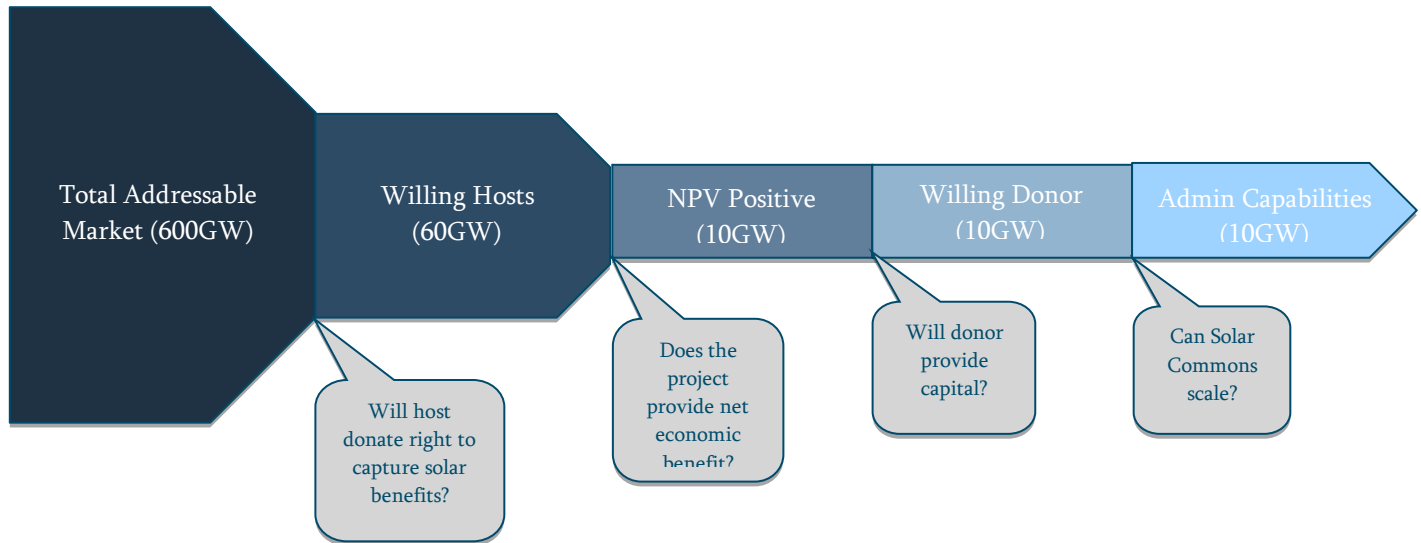 Total Addressable
Market (600GW)
Willing Hosts
(60GW)
NPV Positive
(10GW)
Willing Donor
(10GW)
Admin Capabilities
(10GW)
Will host
donate right to
capture solar
benefits?
Does the
project
provide net
economic
benefit?
Will donor
provide
capital?
Can Solar
Commons
scale?